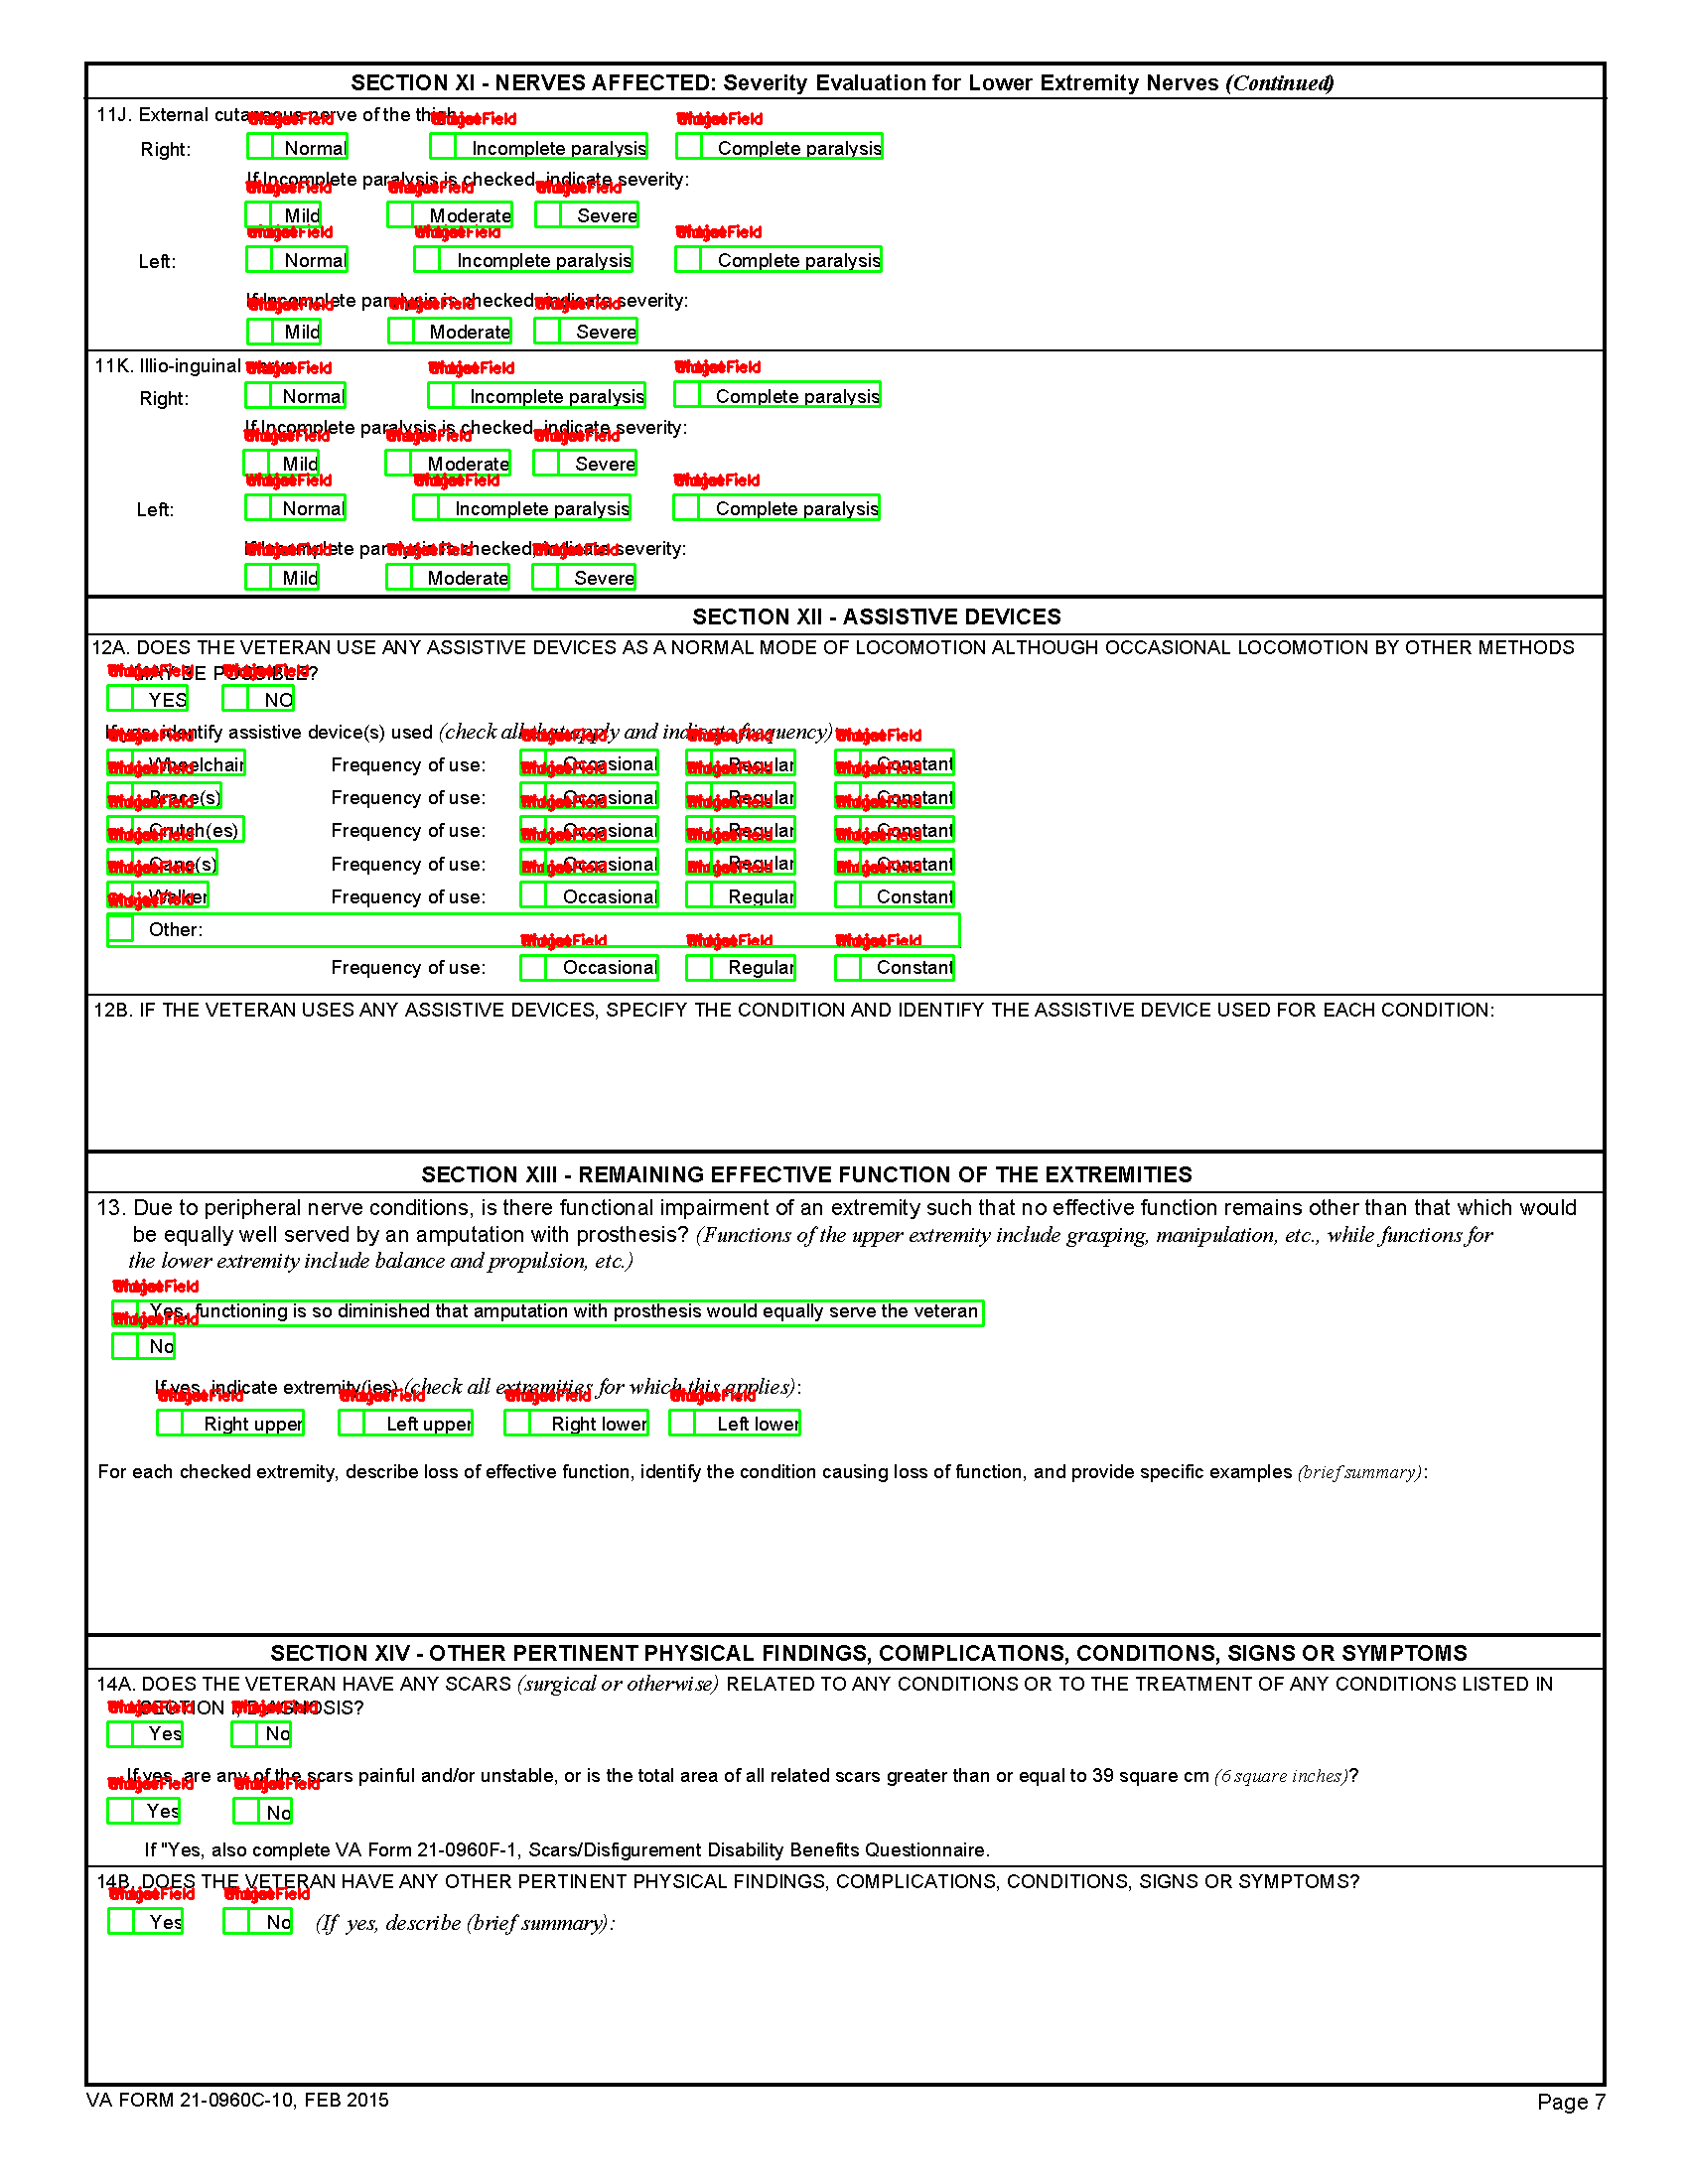 SECTION XI - NERVES AFFECTED: Severity Evaluation for Lower Extremity Nerves (Continued)
11J. External cutaneous nerve of the thigh
Right: Normal Incomplete paralysis Complete paralysis
If Incomplete paralysis is checked, indicate severity:
Mild Moderate Severe
Left: Normal Incomplete paralysis Complete paralysis
If Incomplete paralysis is checked, indicate severity:
Mild Moderate Severe
11K. Illio-inguinal
Right: Normal Incomplete paralysis Complete paralysis
If Incomplete paralysis is checked, indicate severity:
Mild Moderate Severe
Left: Normal Incomplete paralysis Complete paralysis
If Incomplete paralysis is checked, indicate severity:
Mild Moderate Severe
SECTION XII - ASSISTIVE DEVICES
12A. DOES THE VETERAN USE ANY ASSISTIVE DEVICES AS A NORMAL MODE OF LOCOMOTION ALTHOUGH OCCASIONAL LOCOMOTION BY OTHER METHODS
MAY BE POSSIBLE?
YES NO
If yes, identify assistive device(s) used (check all that apply and indicate frequency)
Wheelchair Frequency of use: Occasional Regular Constant
Brace(s) Frequency of use: Occasional Regular Constant
Crutch(es) Frequency of use: Occasional Regular Constant
Cane(s) Frequency of use: Occasional Regular Constant
Walker Frequency of use: Occasional Regular Constant
Other:
Frequency of use: Occasional Regular Constant
12B. IF THE VETERAN USES ANY ASSISTIVE DEVICES, SPECIFY THE CONDITION AND IDENTIFY THE ASSISTIVE DEVICE USED FOR EACH CONDITION:
SECTION XIII - REMAINING EFFECTIVE FUNCTION OF THE EXTREMITIES
13. Due to peripheral nerve conditions, is there functional impairment of an extremity such that no effective function remains other than that which would
be equally well served by an amputation with prosthesis? (Functions of the upper extremity include grasping, manipulation, etc., while functions for
the lower extremity include balance and propulsion, etc.)
Yes, functioning is so diminished that amputation with prosthesis would equally serve the veteran
No
If yes, indicate extremity(ies) (check all extremities for which this applies):
Right upper Left upper Right lower Left lower
For each checked extremity, describe loss of effective function, identify the condition causing loss of function, and provide specific examples (brief summary):
SECTION XIV - OTHER PERTINENT PHYSICAL FINDINGS, COMPLICATIONS, CONDITIONS, SIGNS OR SYMPTOMS
14A. DOES THE VETERAN HAVE ANY SCARS (surgical or otherwise) RELATED TO ANY CONDITIONS OR TO THE TREATMENT OF ANY CONDITIONS LISTED IN
SECTION I, DIAGNOSIS?
Yes No
If yes, are any of the scars painful and/or unstable, or is the total area of all related scars greater than or equal to 39 square cm (6 square inches)?
Yes No
If "Yes, also complete VA Form 21-0960F-1, Scars/Disfigurement Disability Benefits Questionnaire.
14B. DOES THE VETERAN HAVE ANY OTHER PERTINENT PHYSICAL FINDINGS, COMPLICATIONS, CONDITIONS, SIGNS OR SYMPTOMS?
Yes No (If yes, describe (brief summary):
VA FORM 21-0960C-10, FEB 2015
Page 7